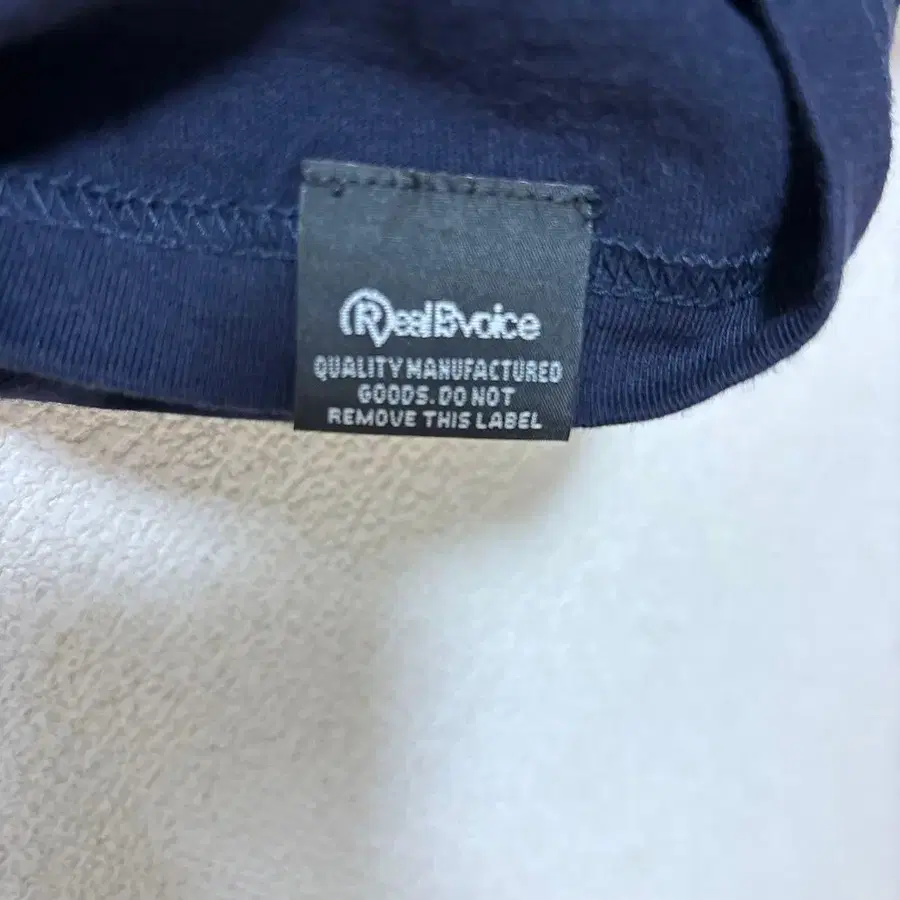 RealBvoice
QUALITY MANUFACTURED
GOODS. DO NOT
REMOVE THIS LABEL